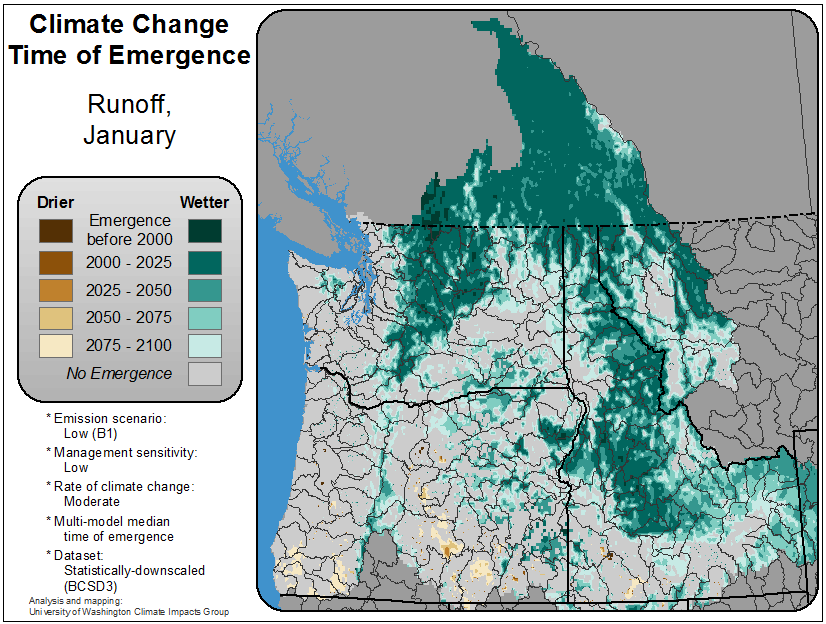 Climate Change
Time of Emergence
Runoff,
January
Drier
Wetter
Emergence
before 2000
2000 - 2025
2025 - 2050
2050 - 2075
2075 - 2100
No Emergence
* Emission scenario:
Low (B1)
* Management sensitivity:
Low
* Rate of climate change:
Moderate
* Multi-model median
time of emergence
* Dataset:
Statistically-downscaled
(BCSD3)
Analysis and mapping:
University of Washington Climate Impacts Group